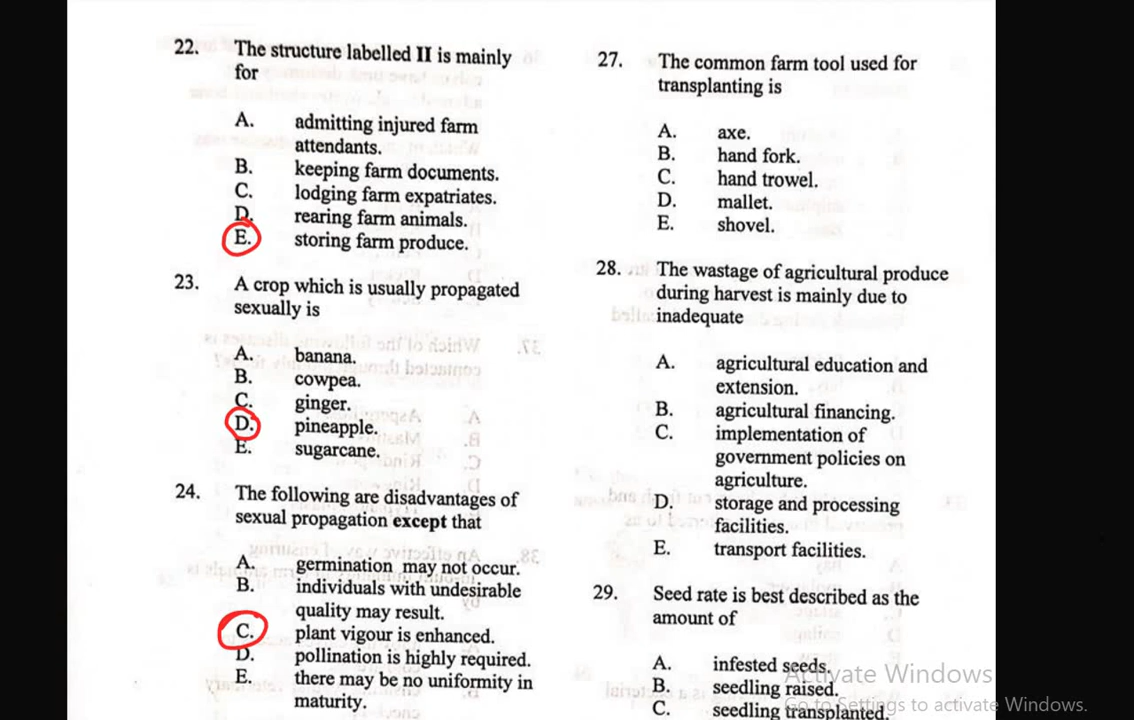 22. The structure labelled II is mainly
for
A. admitting injured farm
attendants.
B. keeping farm documents.
C. lodging farm expatriates.
D. rearing farm animals.
E. storing farm produce.
23. A crop which is usually propagated
sexually is
A. banana.
B. cowpea.
C. ginger.
D. pineapple.
E. sugarcane.
24. The following are disadvantages of
sexual propagation except that
A. germination may not occur.
B. individuals with undesirable
quality may result.
C. plant vigour is enhanced.
D. pollination is highly required.
E. there may be no uniformity in
maturity.
27. The common farm tool used for
transplanting is
A. axe.
B. hand fork.
C. hand trowel.
D. mallet.
E. shovel.
28. The wastage of agricultural produce
during harvest is mainly due to
inadequate
A. agricultural education and
extension.
B. agricultural financing.
C. implementation of
government policies on
agriculture.
D. storage and processing
facilities.
E. transport facilities.
29. Seed rate is best described as the
amount of
A. infested seeds.
B. seedling raised.
C. seedling transplanted.
Activate Windows
Go to Settings to activate Windows.